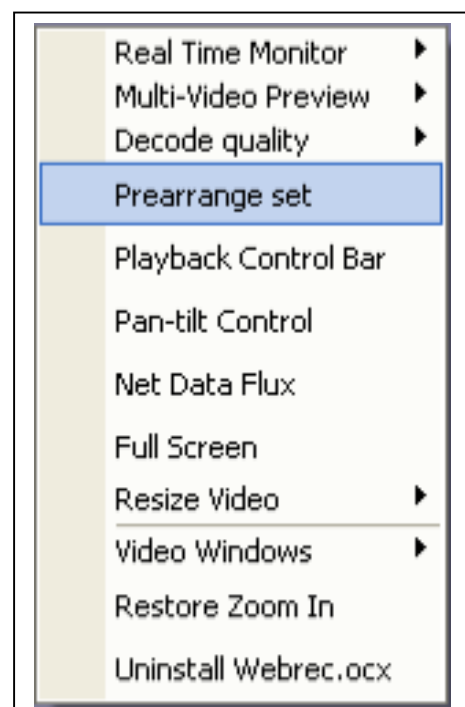 Real Time Monitor
Multi-Video Preview
Decode quality
Prearrange set
Playback Control Bar
Pan-tilt Control
Net Data Flux
Full Screen
Resize Video
Video Windows
Restore Zoom In
Uninstall Webrec.ocx